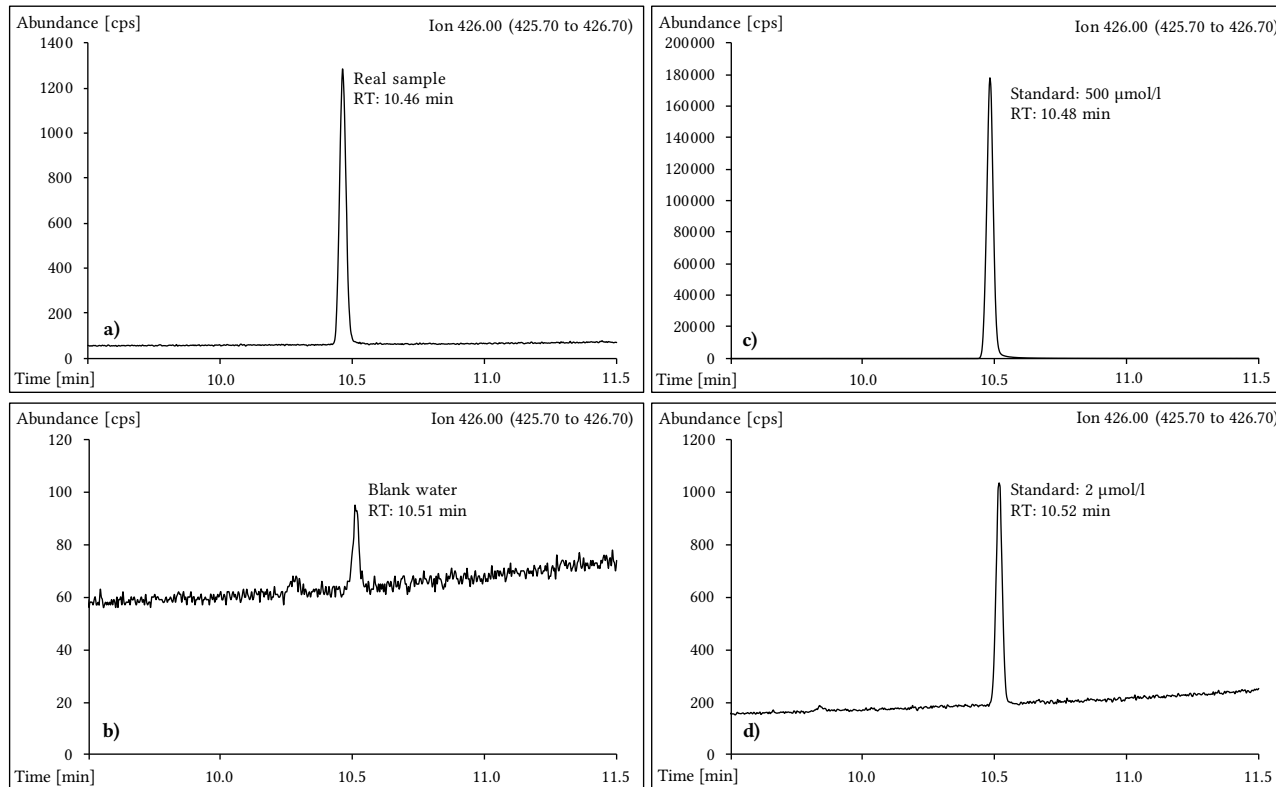 Abundance [cps]
Ion 426.00 (425.70 to 426.70)
1400
1200
1000
800
600
400
200
0
Real sample
RT: 10.46 min
a)
Time [min]
10.0
10.5
11.0
11.5
Abundance [cps]
Ion 426.00 (425.70 to 426.70)
200000
180000
160000
140000
120000
100000
80000
60000
40000
20000
0
Standard: 500 µmol/l
RT: 10.48 min
c)
Time [min]
10.0
10.5
11.0
11.5
Abundance [cps]
Ion 426.00 (425.70 to 426.70)
120
100
80
60
40
20
0
Blank water
RT: 10.51 min
b)
Time [min]
10.0
10.5
11.0
11.5
Abundance [cps]
Ion 426.00 (425.70 to 426.70)
1200
1000
800
600
400
200
0
Standard: 2 µmol/l
RT: 10.52 min
d)
Time [min]
10.0
10.5
11.0
11.5